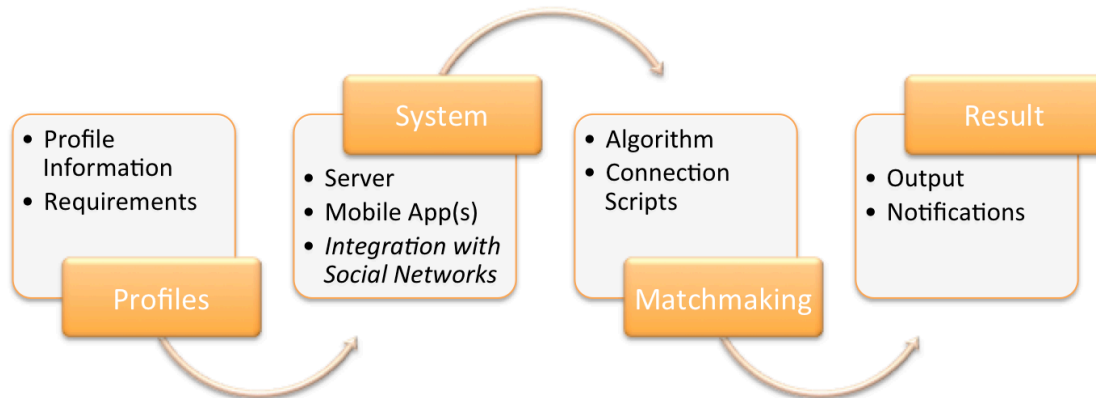 • Profile
Information
• Requirements
Profiles
System
• Server
• Mobile App(s)
• Integration with
Social Networks
• Algorithm
• Connection
Scripts
Matchmaking
Result
• Output
• Notifications